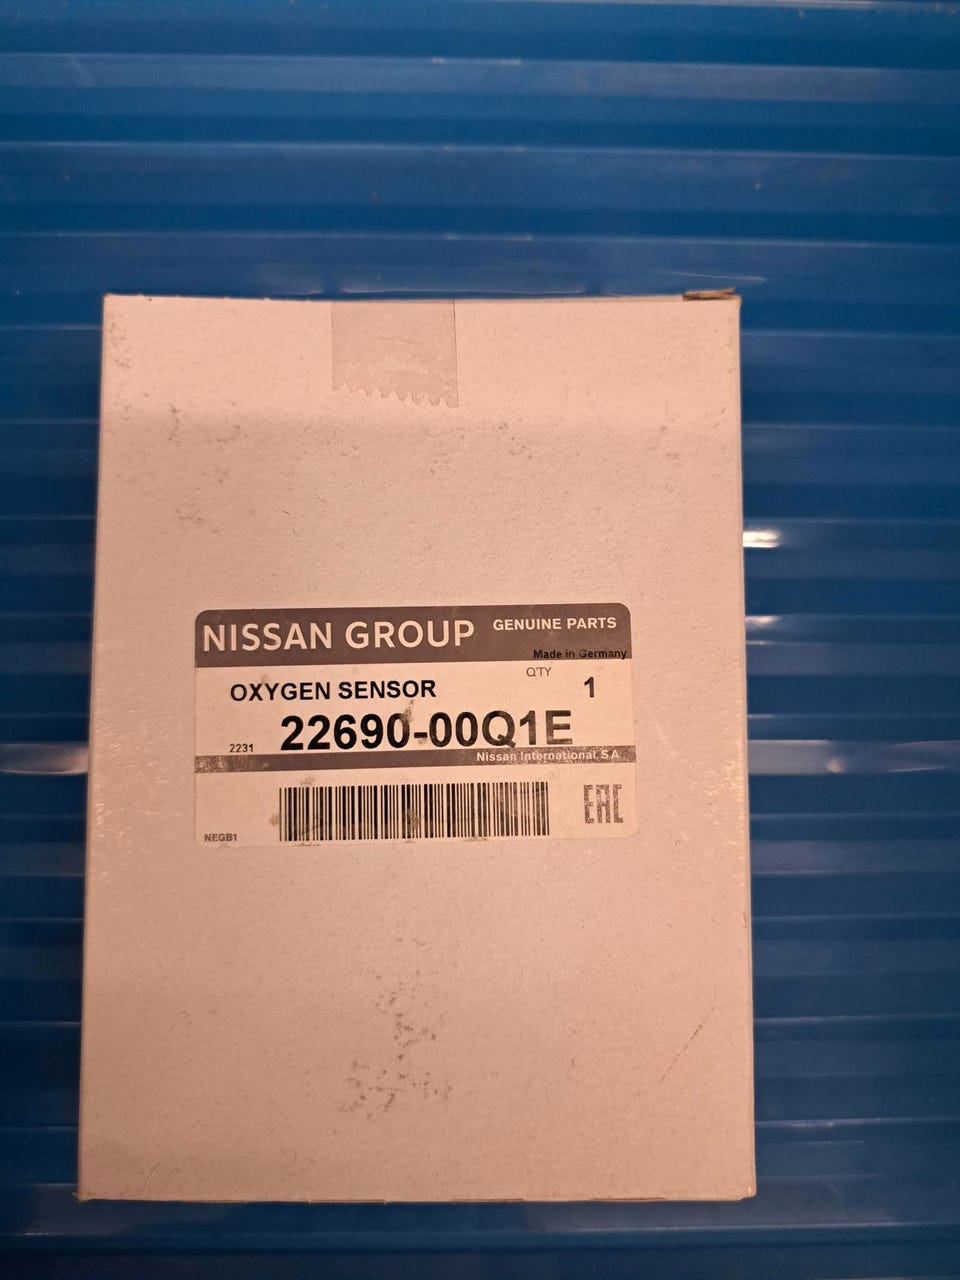 NISSAN GROUP GENUINE PARTS
Made in Germany
QTY
OXYGEN SENSOR 1
22690-00Q1E
2231
Nissan International, SA
NEGB1
EAC